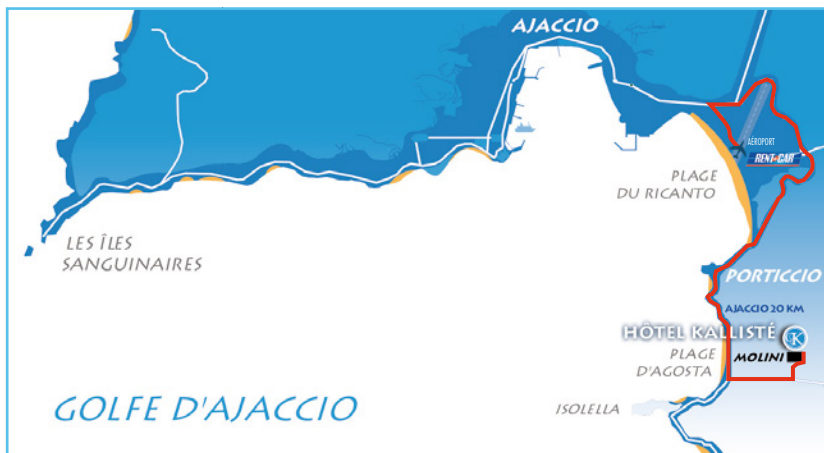 AJACCIO
AÉROPORT
RENT A CAR
PLAGE
DU RICANTO
LES ÎLES
SANGUINAIRES
PORTICCIO
AJACCIO 20 KM
HÔTEL KALLISTÉ
PLAGE
D'AGOSTA
MOLINI
ISOLELLA
GOLFE D'AJACCIO